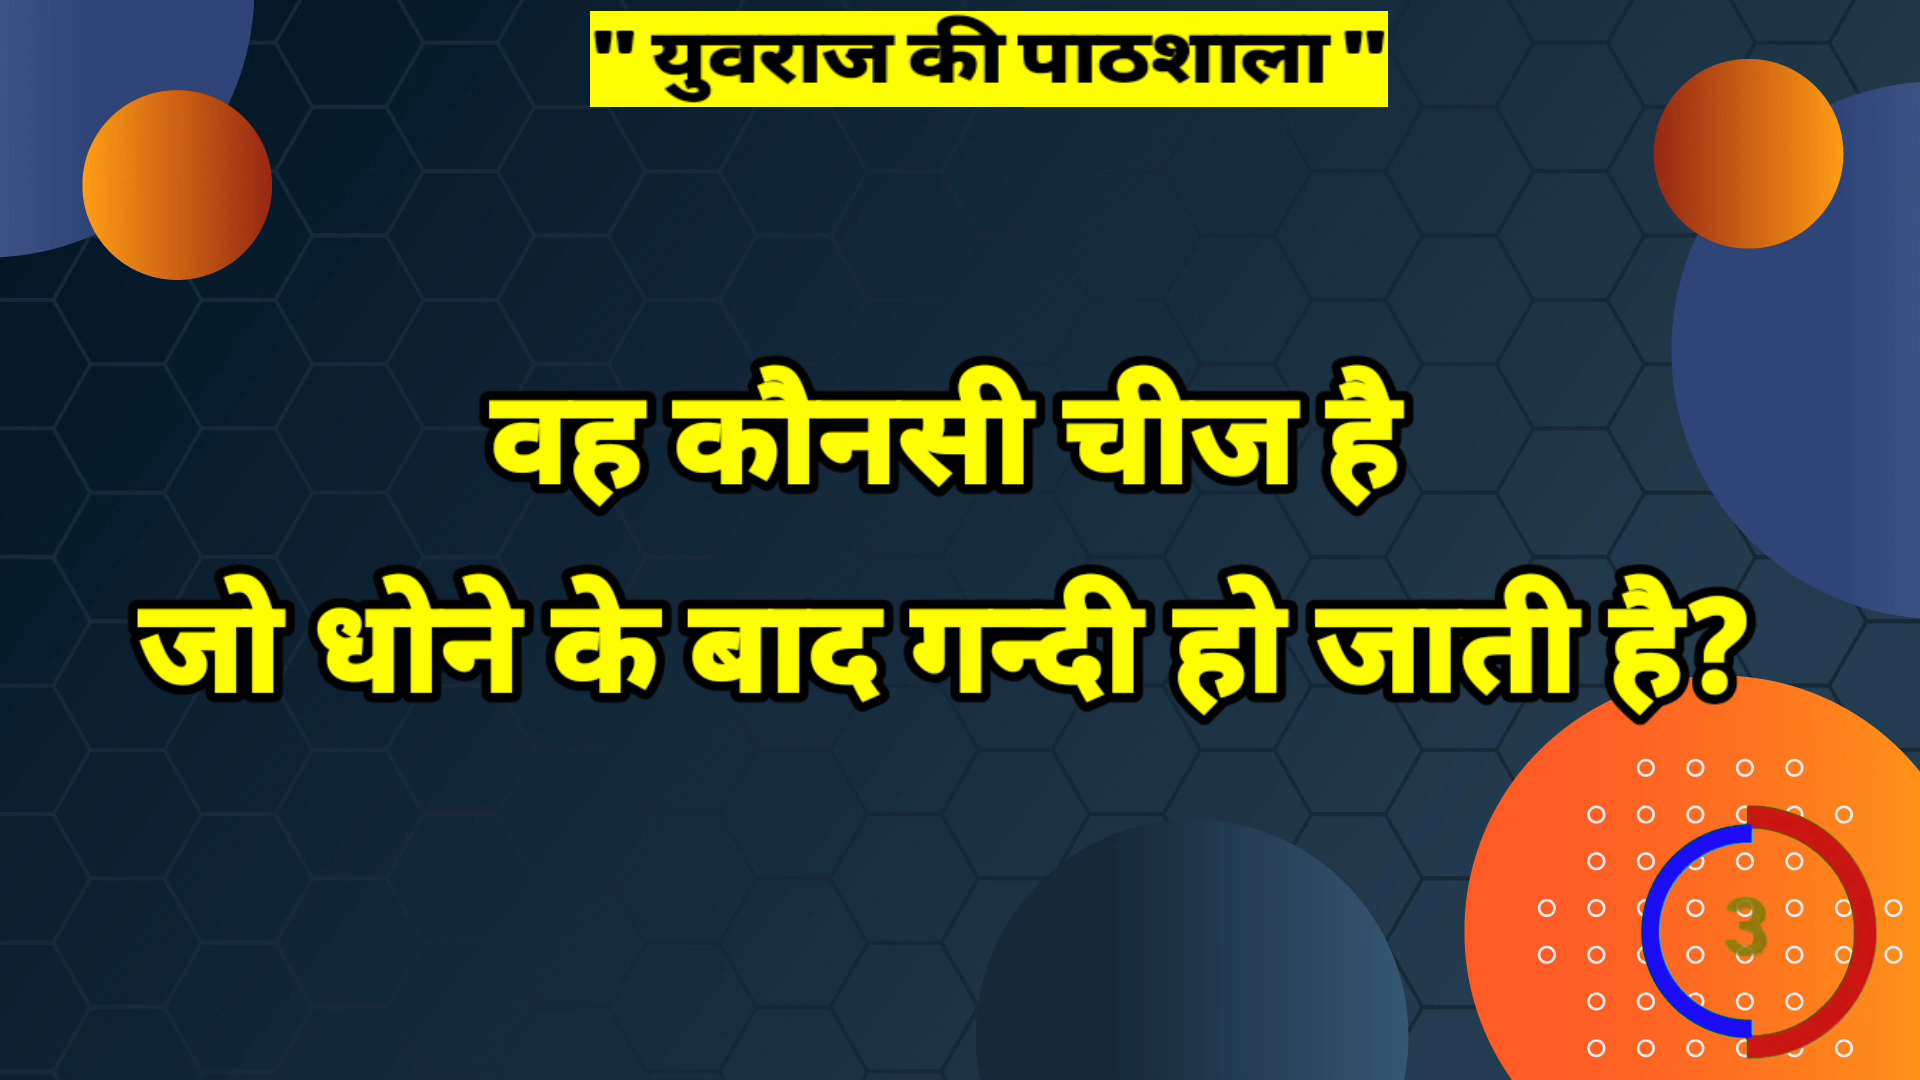 " युवराज की पाठशाला "
वह कौनसी चीज है
जो धोने के बाद गन्दी हो जाती है?
3